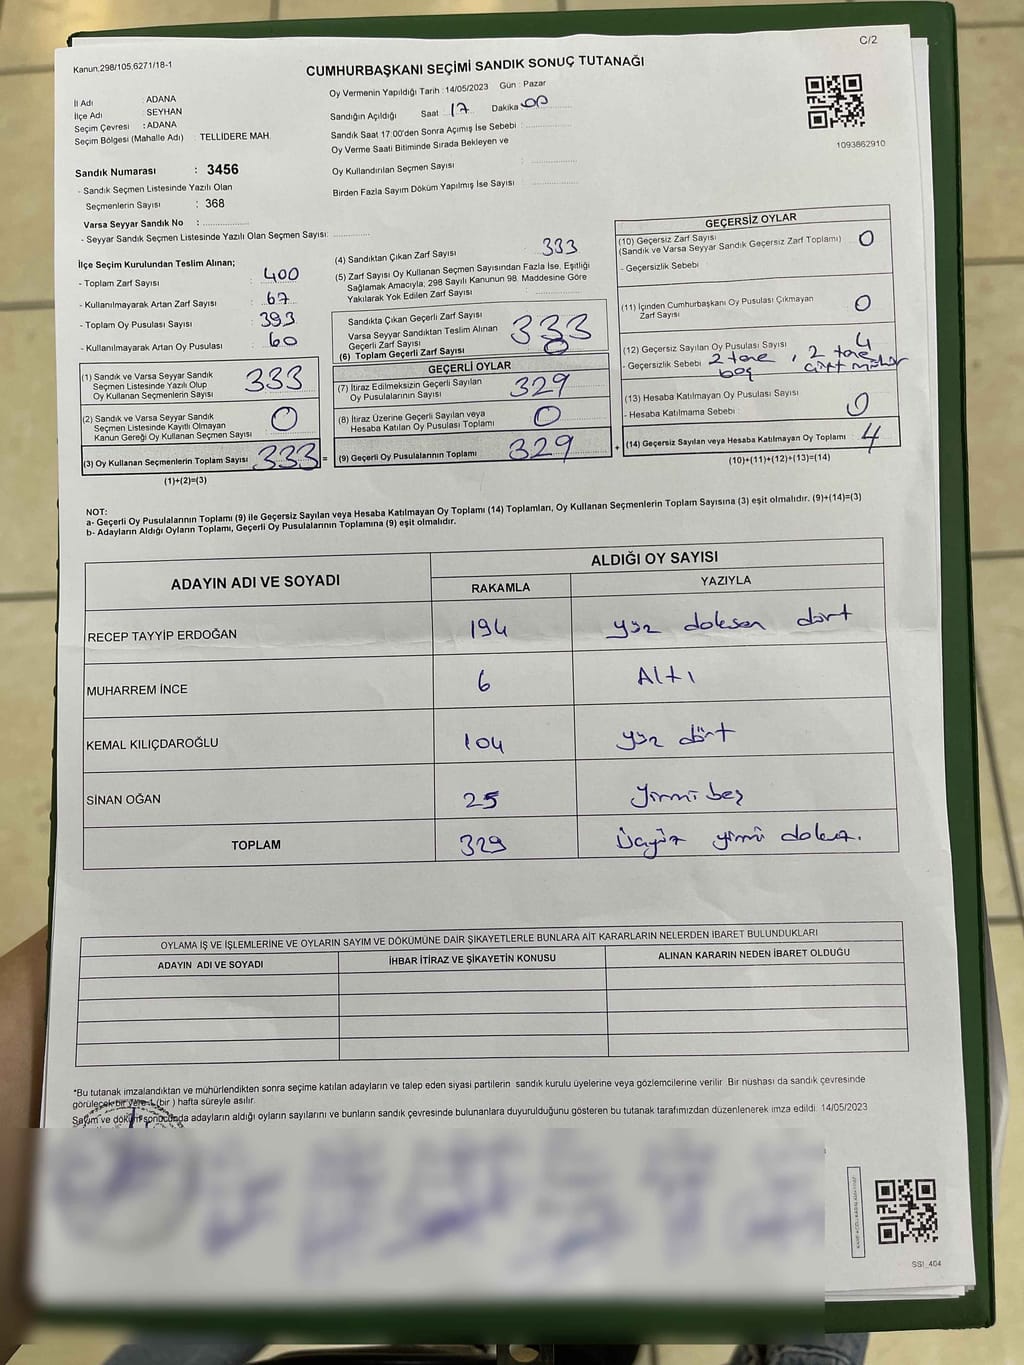 C/2
Kanun.298/105,6271/18-1
CUMHURBAŞKANI SEÇİMİ SANDIK SONUÇ TUTANAĞI
İl Adı : ADANA
İlçe Adı : SEYHAN
Seçim Çevresi : ADANA
Seçim Bölgesi (Mahalle Adı) : TELLIDERE MAH.
Oy Vermenin Yapıldığı Tarih : 14/05/2023 Gün : Pazar
Sandığın Açıldığı Saat 17 Dakika 00
Sandık Saat 17:00'den Sonra Açımış İse Sebebi :
Oy Verme Saati Bitiminde Sırada Bekleyen ve
Oy Kullandırılan Seçmen Sayısı :
Birden Fazla Sayım Döküm Yapılmış İse Sayısı :
1093862910
Sandık Numarası : 3456
- Sandık Seçmen Listesinde Yazılı Olan
Seçmenlerin Sayısı : 368
Varsa Seyyar Sandık No :
- Seyyar Sandık Seçmen Listesinde Yazılı Olan Seçmen Sayısı:
İlçe Seçim Kurulundan Teslim Alınan;
- Toplam Zarf Sayısı : 400
- Kullanılmayarak Artan Zarf Sayısı : 67
- Toplam Oy Pusulası Sayısı : 393
- Kullanılmayarak Artan Oy Pusulası : 60
(1) Sandık ve Varsa Seyyar Sandık
Seçmen Listesinde Yazılı Olup
Oy Kullanan Seçmenlerin Sayısı 333
(2) Sandık ve Varsa Seyyar Sandık
Seçmen Listesinde Kayıtlı Olmayan
Kanun Gereği Oy Kullanan Seçmen Sayısı 0
(3) Oy Kullanan Seçmenlerin Toplam Sayısı 333 =
(1)+(2)=(3)
(4) Sandıktan Çıkan Zarf Sayısı 333
(5) Zarf Sayısı Oy Kullanan Seçmen Sayısından Fazla İse, Eşitliği
Sağlamak Amacıyla; 298 Sayılı Kanunun 98. Maddesine Göre
Yakılarak Yok Edilen Zarf Sayısı :
Sandıkta Çıkan Geçerli Zarf Sayısı
Varsa Seyyar Sandıktan Teslim Alınan
Geçerli Zarf Sayısı 0
(6) Toplam Geçerli Zarf Sayısı 333
GEÇERLİ OYLAR
(7) İtiraz Edilmeksizin Geçerli Sayılan
Oy Pusulalarının Sayısı 329
(8) İtiraz Üzerine Geçerli Sayılan veya
Hesaba Katılan Oy Pusulası Toplamı 0
(9) Geçerli Oy Pusulalarının Toplamı 329 +
GEÇERSİZ OYLAR
(10) Geçersiz Zarf Sayısı
(Sandık ve Varsa Seyyar Sandık Geçersiz Zarf Toplamı) 0
- Geçersizlik Sebebi :
(11) İçinden Cumhurbaşkanı Oy Pusulası Çıkmayan
Zarf Sayısı 0
(12) Geçersiz Sayılan Oy Pusulası Sayısı 4
- Geçersizlik Sebebi : 2 tane boş , 2 tane çift mühür
(13) Hesaba Katılmayan Oy Pusulası Sayısı
- Hesaba Katılmama Sebebi : 0
(14) Geçersiz Sayılan veya Hesaba Katılmayan Oy Toplamı 4
(10)+(11)+(12)+(13)=(14)
NOT:
a- Geçerli Oy Pusulalarının Toplamı (9) ile Geçersiz Sayılan veya Hesaba Katılmayan Oy Toplamı (14) Toplamları, Oy Kullanan Seçmenlerin Toplam Sayısına (3) eşit olmalıdır. (9)+(14)=(3)
b- Adayların Aldığı Oyların Toplamı, Geçerli Oy Pusulalarının Toplamına (9) eşit olmalıdır.
ADAYIN ADI VE SOYADI ALDIĞI OY SAYISI
RAKAMLA YAZIYLA
RECEP TAYYİP ERDOĞAN 194 yüz doksan dört
MUHARREM İNCE 6 Altı
KEMAL KILIÇDAROĞLU 104 yüz dört
SİNAN OĞAN 25 Yirmi beş
TOPLAM 329 Üçyüz yirmi dokuz.
OYLAMA İŞ VE İŞLEMLERİNE VE OYLARIN SAYIM VE DÖKÜMÜNE DAİR ŞİKAYETLERLE BUNLARA AİT KARARLARIN NELERDEN İBARET BULUNDUKLARI
ADAYIN ADI VE SOYADI İHBAR İTİRAZ VE ŞİKAYETİN KONUSU ALINAN KARARIN NEDEN İBARET OLDUĞU
*Bu tutanak imzalandıktan ve mühürlendikten sonra seçime katılan adayların ve talep eden siyasi partilerin sandık kurulu üyelerine veya gözlemcilerine verilir. Bir nüshası da sandık çevresinde
görülecek bir yere 1 (bir ) hafta süreyle asılır.
Sayım ve döküm sonucunda adayların aldığı oyların sayılarını ve bunların sandık çevresinde bulunanlara duyurulduğunu gösteren bu tutanak tarafımızdan düzenlenerek imza edildi. 14/05/2023
SSI_404